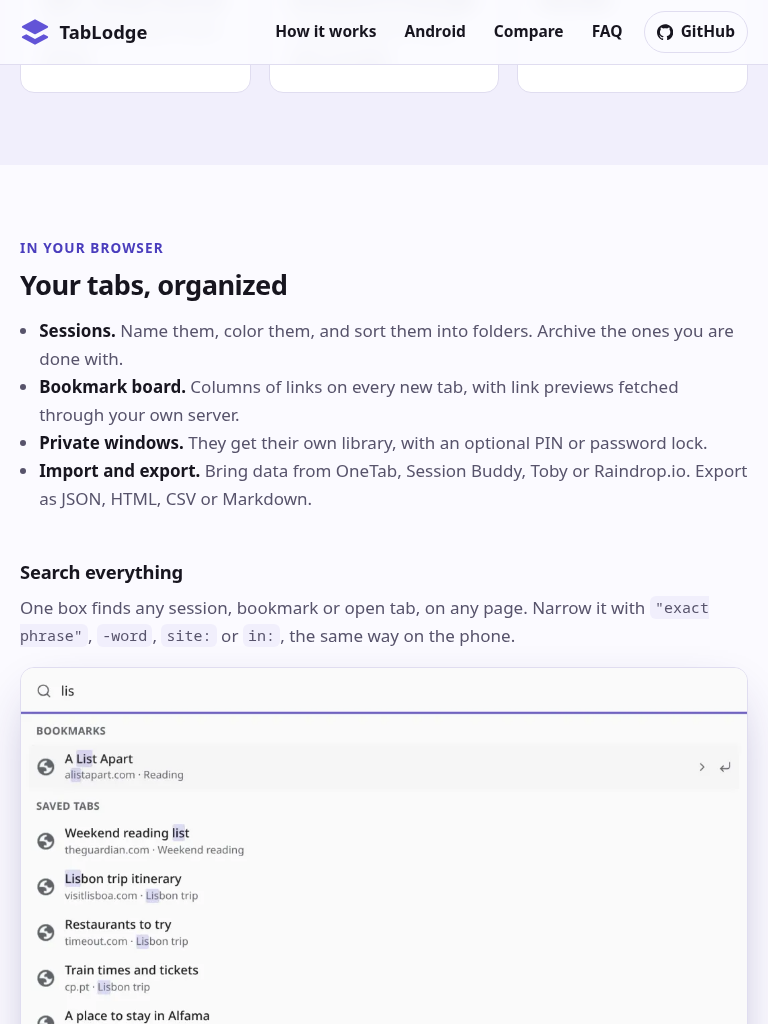 TabLodge
How it works
Android
Compare
FAQ
GitHub
IN YOUR BROWSER
Your tabs, organized
Sessions. Name them, color them, and sort them into folders. Archive the ones you are
done with.
Bookmark board. Columns of links on every new tab, with link previews fetched
through your own server.
Private windows. They get their own library, with an optional PIN or password lock.
Import and export. Bring data from OneTab, Session Buddy, Toby or Raindrop.io. Export
as JSON, HTML, CSV or Markdown.
Search everything
One box finds any session, bookmark or open tab, on any page. Narrow it with "exact
phrase", -word, site: or in:, the same way on the phone.
lis
BOOKMARKS
A List Apart
alistapart.com · Reading
SAVED TABS
Weekend reading list
theguardian.com · Weekend reading
Lisbon trip itinerary
visitlisboa.com · Lisbon trip
Restaurants to try
timeout.com · Lisbon trip
Train times and tickets
cp.pt · Lisbon trip
A place to stay in Alfama